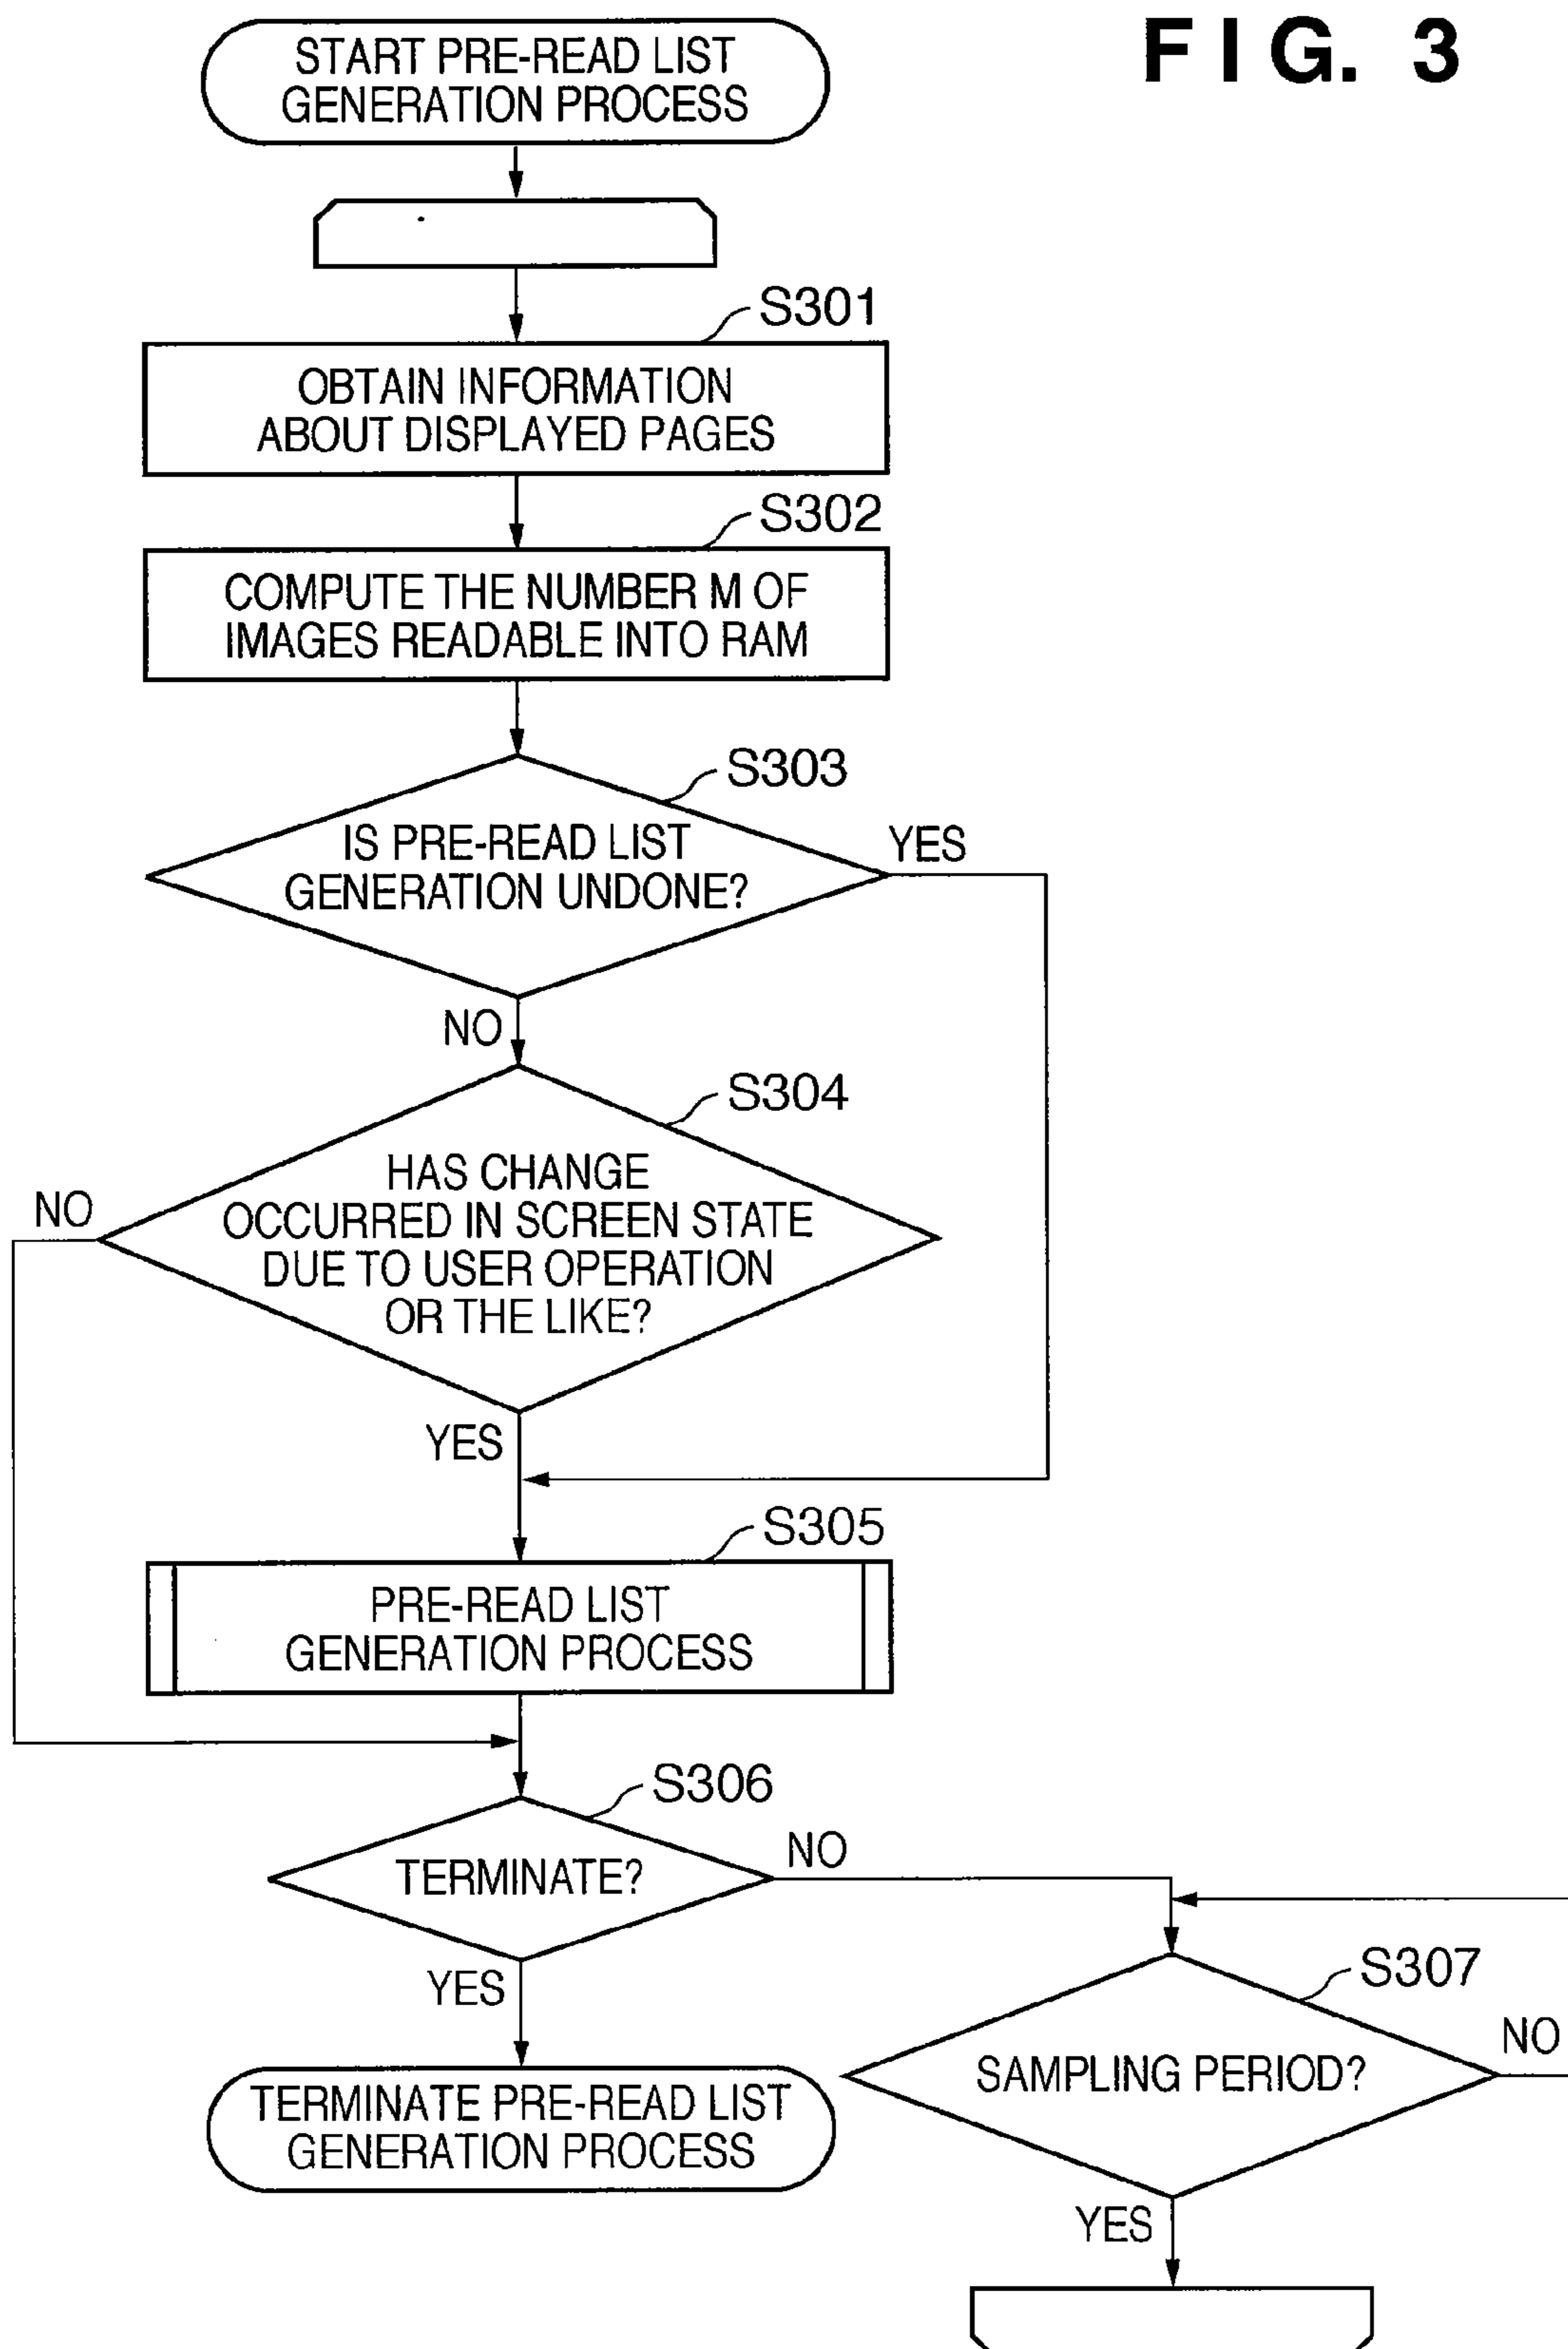 FIG. 3
START PRE-READ LIST
GENERATION PROCESS
S301
OBTAIN INFORMATION
ABOUT DISPLAYED PAGES
S302
COMPUTE THE NUMBER M OF
IMAGES READABLE INTO RAM
S303
IS PRE-READ LIST
GENERATION UNDONE?
YES
NO
S304
HAS CHANGE
OCCURRED IN SCREEN STATE
DUE TO USER OPERATION
OR THE LIKE?
NO
YES
S305
PRE-READ LIST
GENERATION PROCESS
S306
TERMINATE?
NO
YES
S307
SAMPLING PERIOD?
NO
YES
TERMINATE PRE-READ LIST
GENERATION PROCESS